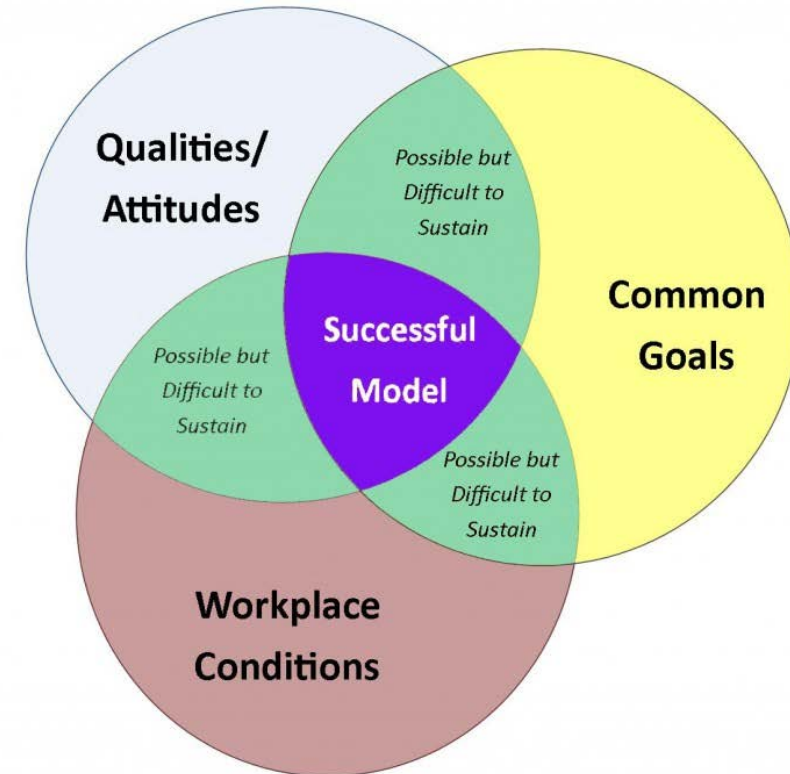 Qualities/
Attitudes
Possible but
Difficult to
Sustain
Common
Goals
Successful
Model
Possible but
Difficult to
Sustain
Possible but
Difficult to
Sustain
Workplace
Conditions